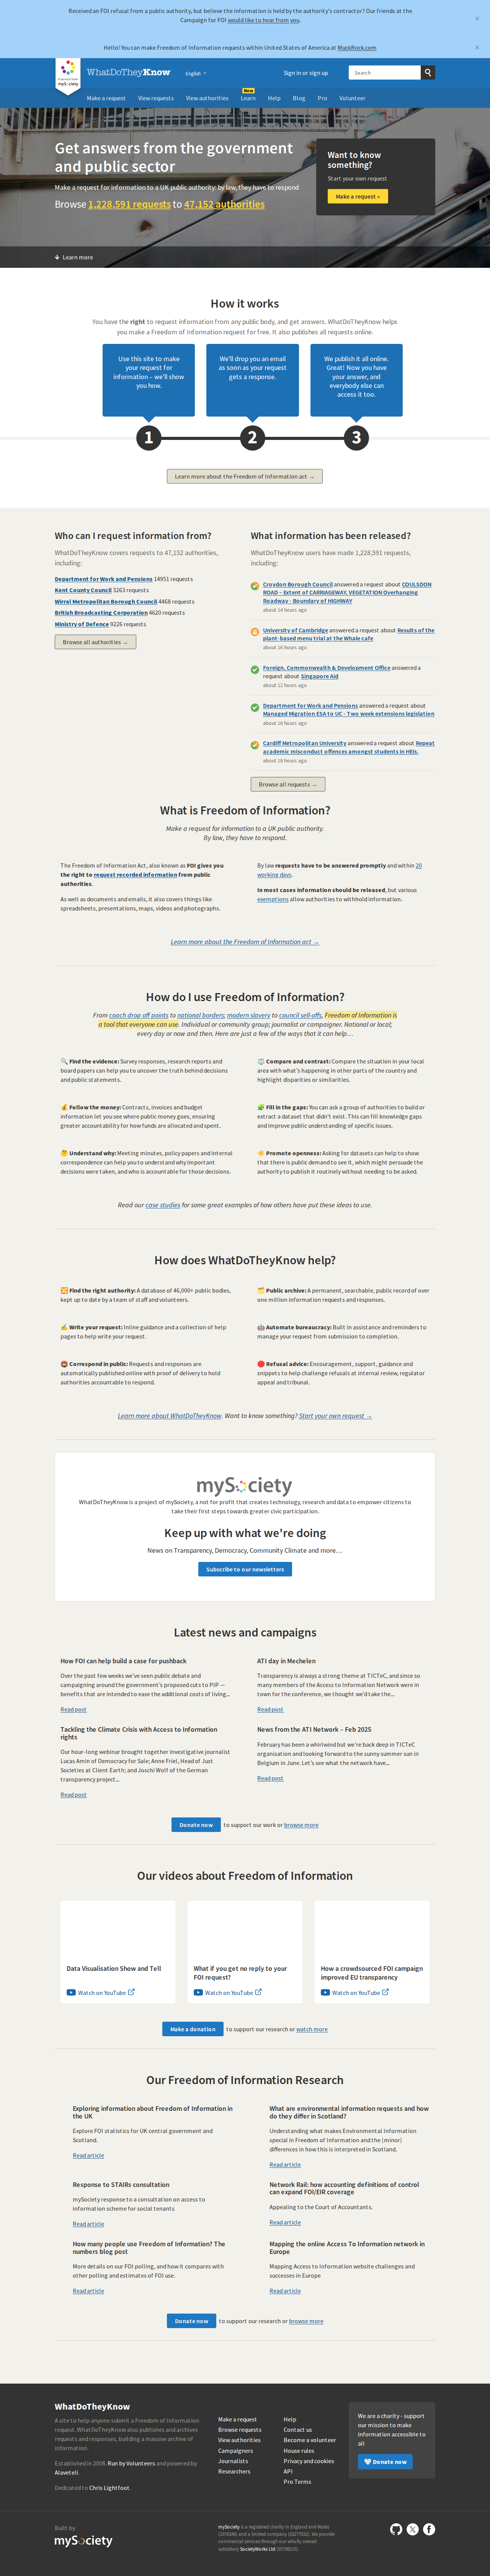 Received an FOI refusal from a public authority, but believe the information is held by the authority's contractor? Our friends at the
Campaign for FOI would like to hear from you.
Hello! You can make Freedom of Information requests within United States of America at MuckRock.com
WhatDoTheyKnow
English
Sign in or sign up
Search
New
Make a request
View requests
View authorities
Learn
Help
Blog
Pro
Volunteer
Get answers from the government
and public sector
Make a request for information to a UK public authority: by law, they have to respond
Browse 1,228,591 requests to 47,152 authorities
Want to know
something?
Start your own request
Make a request »
Learn more
How it works
You have the right to request information from any public body, and get answers. WhatDoTheyKnow helps
you make a Freedom of Information request for free. It also publishes all requests online.
Use this site to make
your request for
information – we'll show
you how.
We'll drop you an email
as soon as your request
gets a response.
We publish it all online.
Great! Now you have
your answer, and
everybody else can
access it too.
1
2
3
Learn more about the Freedom of Information act →
Who can I request information from?
WhatDoTheyKnow covers requests to 47,152 authorities,
including:
Department for Work and Pensions 14951 requests
Kent County Council 3263 requests
Wirral Metropolitan Borough Council 4468 requests
British Broadcasting Corporation 4620 requests
Ministry of Defence 9226 requests
Browse all authorities →
What information has been released?
WhatDoTheyKnow users have made 1,228,591 requests,
including:
Croydon Borough Council answered a request about COULSDON
ROAD – Extent of CARRIAGEWAY, VEGETATION Overhanging
Roadway - Boundary of HIGHWAY
about 14 hours ago
University of Cambridge answered a request about Results of the
plant-based menu trial at the Whale cafe
about 16 hours ago
Foreign, Commonwealth & Development Office answered a
request about Singapore Aid
about 12 hours ago
Department for Work and Pensions answered a request about
Managed Migration ESA to UC - Two week extensions legislation
about 16 hours ago
Cardiff Metropolitan University answered a request about Repeat
academic misconduct offences amongst students in HEIs.
about 18 hours ago
Browse all requests →
What is Freedom of Information?
Make a request for information to a UK public authority.
By law, they have to respond.
The Freedom of Information Act, also known as FOI gives you
the right to request recorded information from public
authorities.
As well as documents and emails, it also covers things like
spreadsheets, presentations, maps, videos and photographs.
By law requests have to be answered promptly and within 20
working days.
In most cases information should be released, but various
exemptions allow authorities to withhold information.
Learn more about the Freedom of Information act →
How do I use Freedom of Information?
From coach drop off points to national borders; modern slavery to council sell-offs, Freedom of Information is
a tool that everyone can use. Individual or community group; journalist or campaigner. National or local;
every day or now and then. Here are just a few of the ways that it can help…
Find the evidence: Survey responses, research reports and
board papers can help you to uncover the truth behind decisions
and public statements.
Compare and contrast: Compare the situation in your local
area with what's happening in other parts of the country and
highlight disparities or similarities.
Follow the money: Contracts, invoices and budget
information let you see where public money goes, ensuring
greater accountability for how funds are allocated and spent.
Fill in the gaps: You can ask a group of authorities to build or
extract a dataset that didn't exist. This can fill knowledge gaps
and improve public understanding of specific issues.
Understand why: Meeting minutes, policy papers and internal
correspondence can help you to understand why important
decisions were taken, and who is accountable for those decisions.
Promote openness: Asking for datasets can help to show
that there is public demand to see it, which might persuade the
authority to publish it routinely without needing to be asked.
Read our case studies for some great examples of how others have put these ideas to use.
How does WhatDoTheyKnow help?
Find the right authority: A database of 46,000+ public bodies,
kept up to date by a team of staff and volunteers.
Public archive: A permanent, searchable, public record of over
one million information requests and responses.
Write your request: Inline guidance and a collection of help
pages to help write your request.
Automate bureaucracy: Built in assistance and reminders to
manage your request from submission to completion.
Correspond in public: Requests and responses are
automatically published online with proof of delivery to hold
authorities accountable to respond.
Refusal advice: Encouragement, support, guidance and
snippets to help challenge refusals at internal review, regulator
appeal and tribunal.
Learn more about WhatDoTheyKnow. Want to know something? Start your own request →
mySociety
WhatDoTheyKnow is a project of mySociety, a not for profit that creates technology, research and data to empower citizens to
take their first steps towards greater civic participation.
Keep up with what we're doing
News on Transparency, Democracy, Community Climate and more…
Subscribe to our newsletters
Latest news and campaigns
How FOI can help build a case for pushback
Over the past few weeks we've seen public debate and
campaigning around the government's proposed cuts to PIP —
benefits that are intended to ease the additional costs of living...
Read post
ATI day in Mechelen
Transparency is always a strong theme at TICTeC, and since so
many members of the Access to Information Network were in
town for the conference, we thought we'd take the...
Read post
Tackling the Climate Crisis with Access to Information
rights
Our hour-long webinar brought together investigative journalist
Lucas Amin of Democracy for Sale; Anne Friel, Head of Just
Societies at Client Earth; and Joschi Wolf of the German
transparency project...
Read post
News from the ATI Network – Feb 2025
February has been a whirlwind but we're back deep in TICTeC
organisation and looking forward to the sunny summer sun in
Belgium in June. Let's see what the network have...
Read post
Donate now to support our work or browse more
Our videos about Freedom of Information
Data Visualisation Show and Tell
Watch on YouTube
What if you get no reply to your
FOI request?
Watch on YouTube
How a crowdsourced FOI campaign
improved EU transparency
Watch on YouTube
Make a donation to support our research or watch more
Our Freedom of Information Research
Exploring information about Freedom of Information in
the UK
Explore FOI statistics for UK central government and
Scotland.
Read article
What are environmental information requests and how
do they differ in Scotland?
Understanding what makes Environmental Information
special in Freedom of Information and the (minor)
differences in how this is interpreted in Scotland.
Read article
Response to STAIRs consultation
mySociety response to a consultation on access to
information scheme for social tenants
Read article
Network Rail: how accounting definitions of control
can expand FOI/EIR coverage
Appealing to the Court of Accountants.
Read article
How many people use Freedom of Information? The
numbers blog post
More details on our FOI polling, and how it compares with
other polling and estimates of FOI use.
Read article
Mapping the online Access To Information network in
Europe
Mapping Access to Information website challenges and
successes in Europe
Read article
Donate now to support our research or browse more
WhatDoTheyKnow
A site to help anyone submit a Freedom of Information
request. WhatDoTheyKnow also publishes and archives
requests and responses, building a massive archive of
information.
Established in 2008. Run by Volunteers and powered by
Alaveteli.
Dedicated to Chris Lightfoot.
Make a request
Browse requests
View authorities
Campaigners
Journalists
Researchers
Help
Contact us
Become a volunteer
House rules
Privacy and cookies
API
Pro Terms
We are a charity - support
our mission to make
information accessible to
all
Donate now
Built by
mySociety
mySociety is a registered charity in England and Wales
(1076346) and a limited company (03277032). We provide
commercial services through our wholly owned
subsidiary SocietyWorks Ltd (05798215).